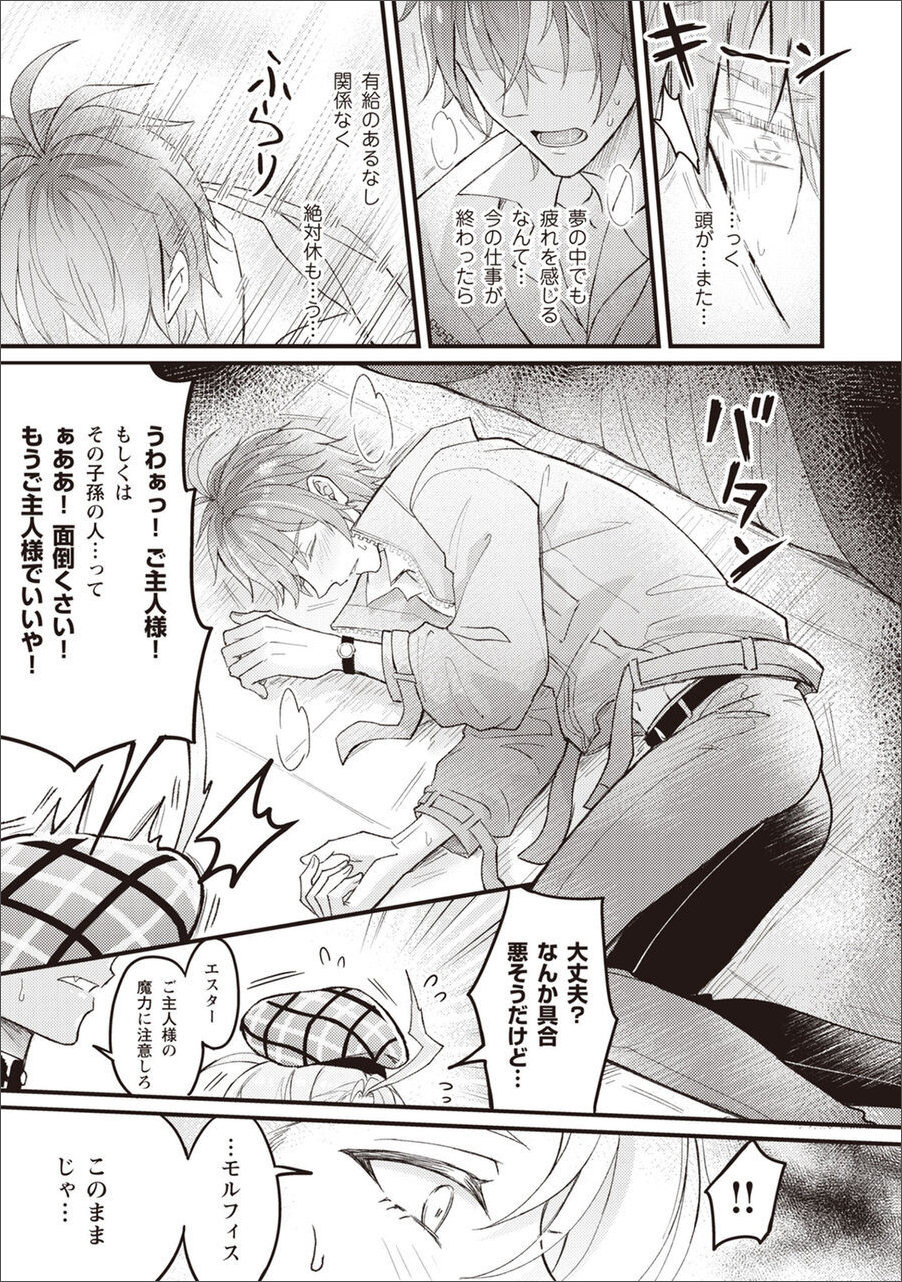 キーン
…っく
頭が…また…
夢の中でも
疲れを感じる
なんて…
今の仕事が
終わったら
有給のあるなし
関係なく
絶対休も…う…
ふらり
バタン
うわぁっ！ご主人様！
もしくは
その子孫の人…って
ぁああ！面倒くさい！
もうご主人様でいいや！
大丈夫？
なんか具合
悪そうだけど…
エスター
ご主人様の
魔力に注意しろ
!!
…モルフィス
このまま
じゃ…